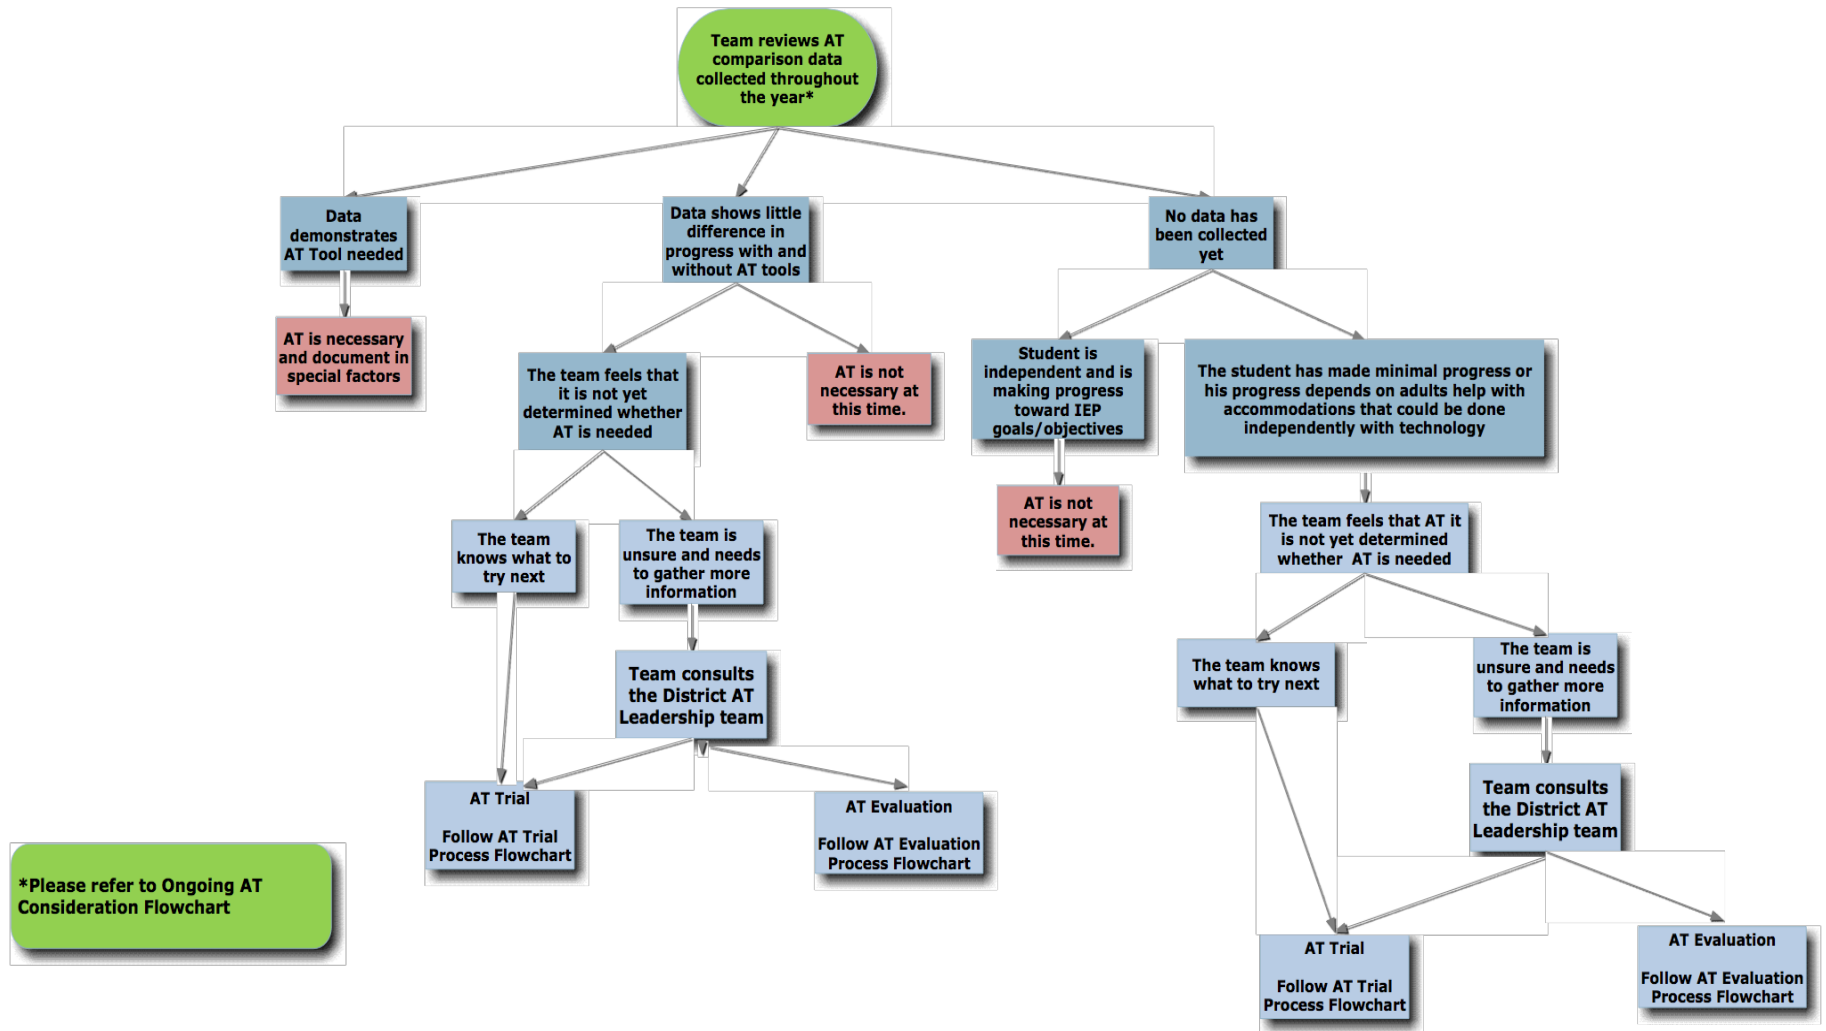 Team reviews AT
comparison data
collected throughout
the year*
Data
demonstrates
AT Tool needed
Data shows little
difference in
progress with and
without AT tools
No data has
been collected
yet
AT is necessary
and document in
special factors
The team feels that
it is not yet
determined whether
AT is needed
AT is not
necessary at
this time.
Student is
independent and is
making progress
toward IEP
goals/objectives
The student has made minimal progress or
his progress depends on adults help with
accommodations that could be done
independently with technology
The team
knows what to
try next
The team is
unsure and needs
to gather more
information
AT is not
necessary at
this time.
The team feels that AT it
is not yet determined
whether AT is needed
Team consults
the District AT
Leadership team
The team knows
what to try next
The team is
unsure and needs
to gather more
information
AT Trial
Follow AT Trial
Process Flowchart
AT Evaluation
Follow AT Evaluation
Process Flowchart
Team consults
the District AT
Leadership team
*Please refer to Ongoing AT
Consideration Flowchart
AT Trial
Follow AT Trial
Process Flowchart
AT Evaluation
Follow AT Evaluation
Process Flowchart